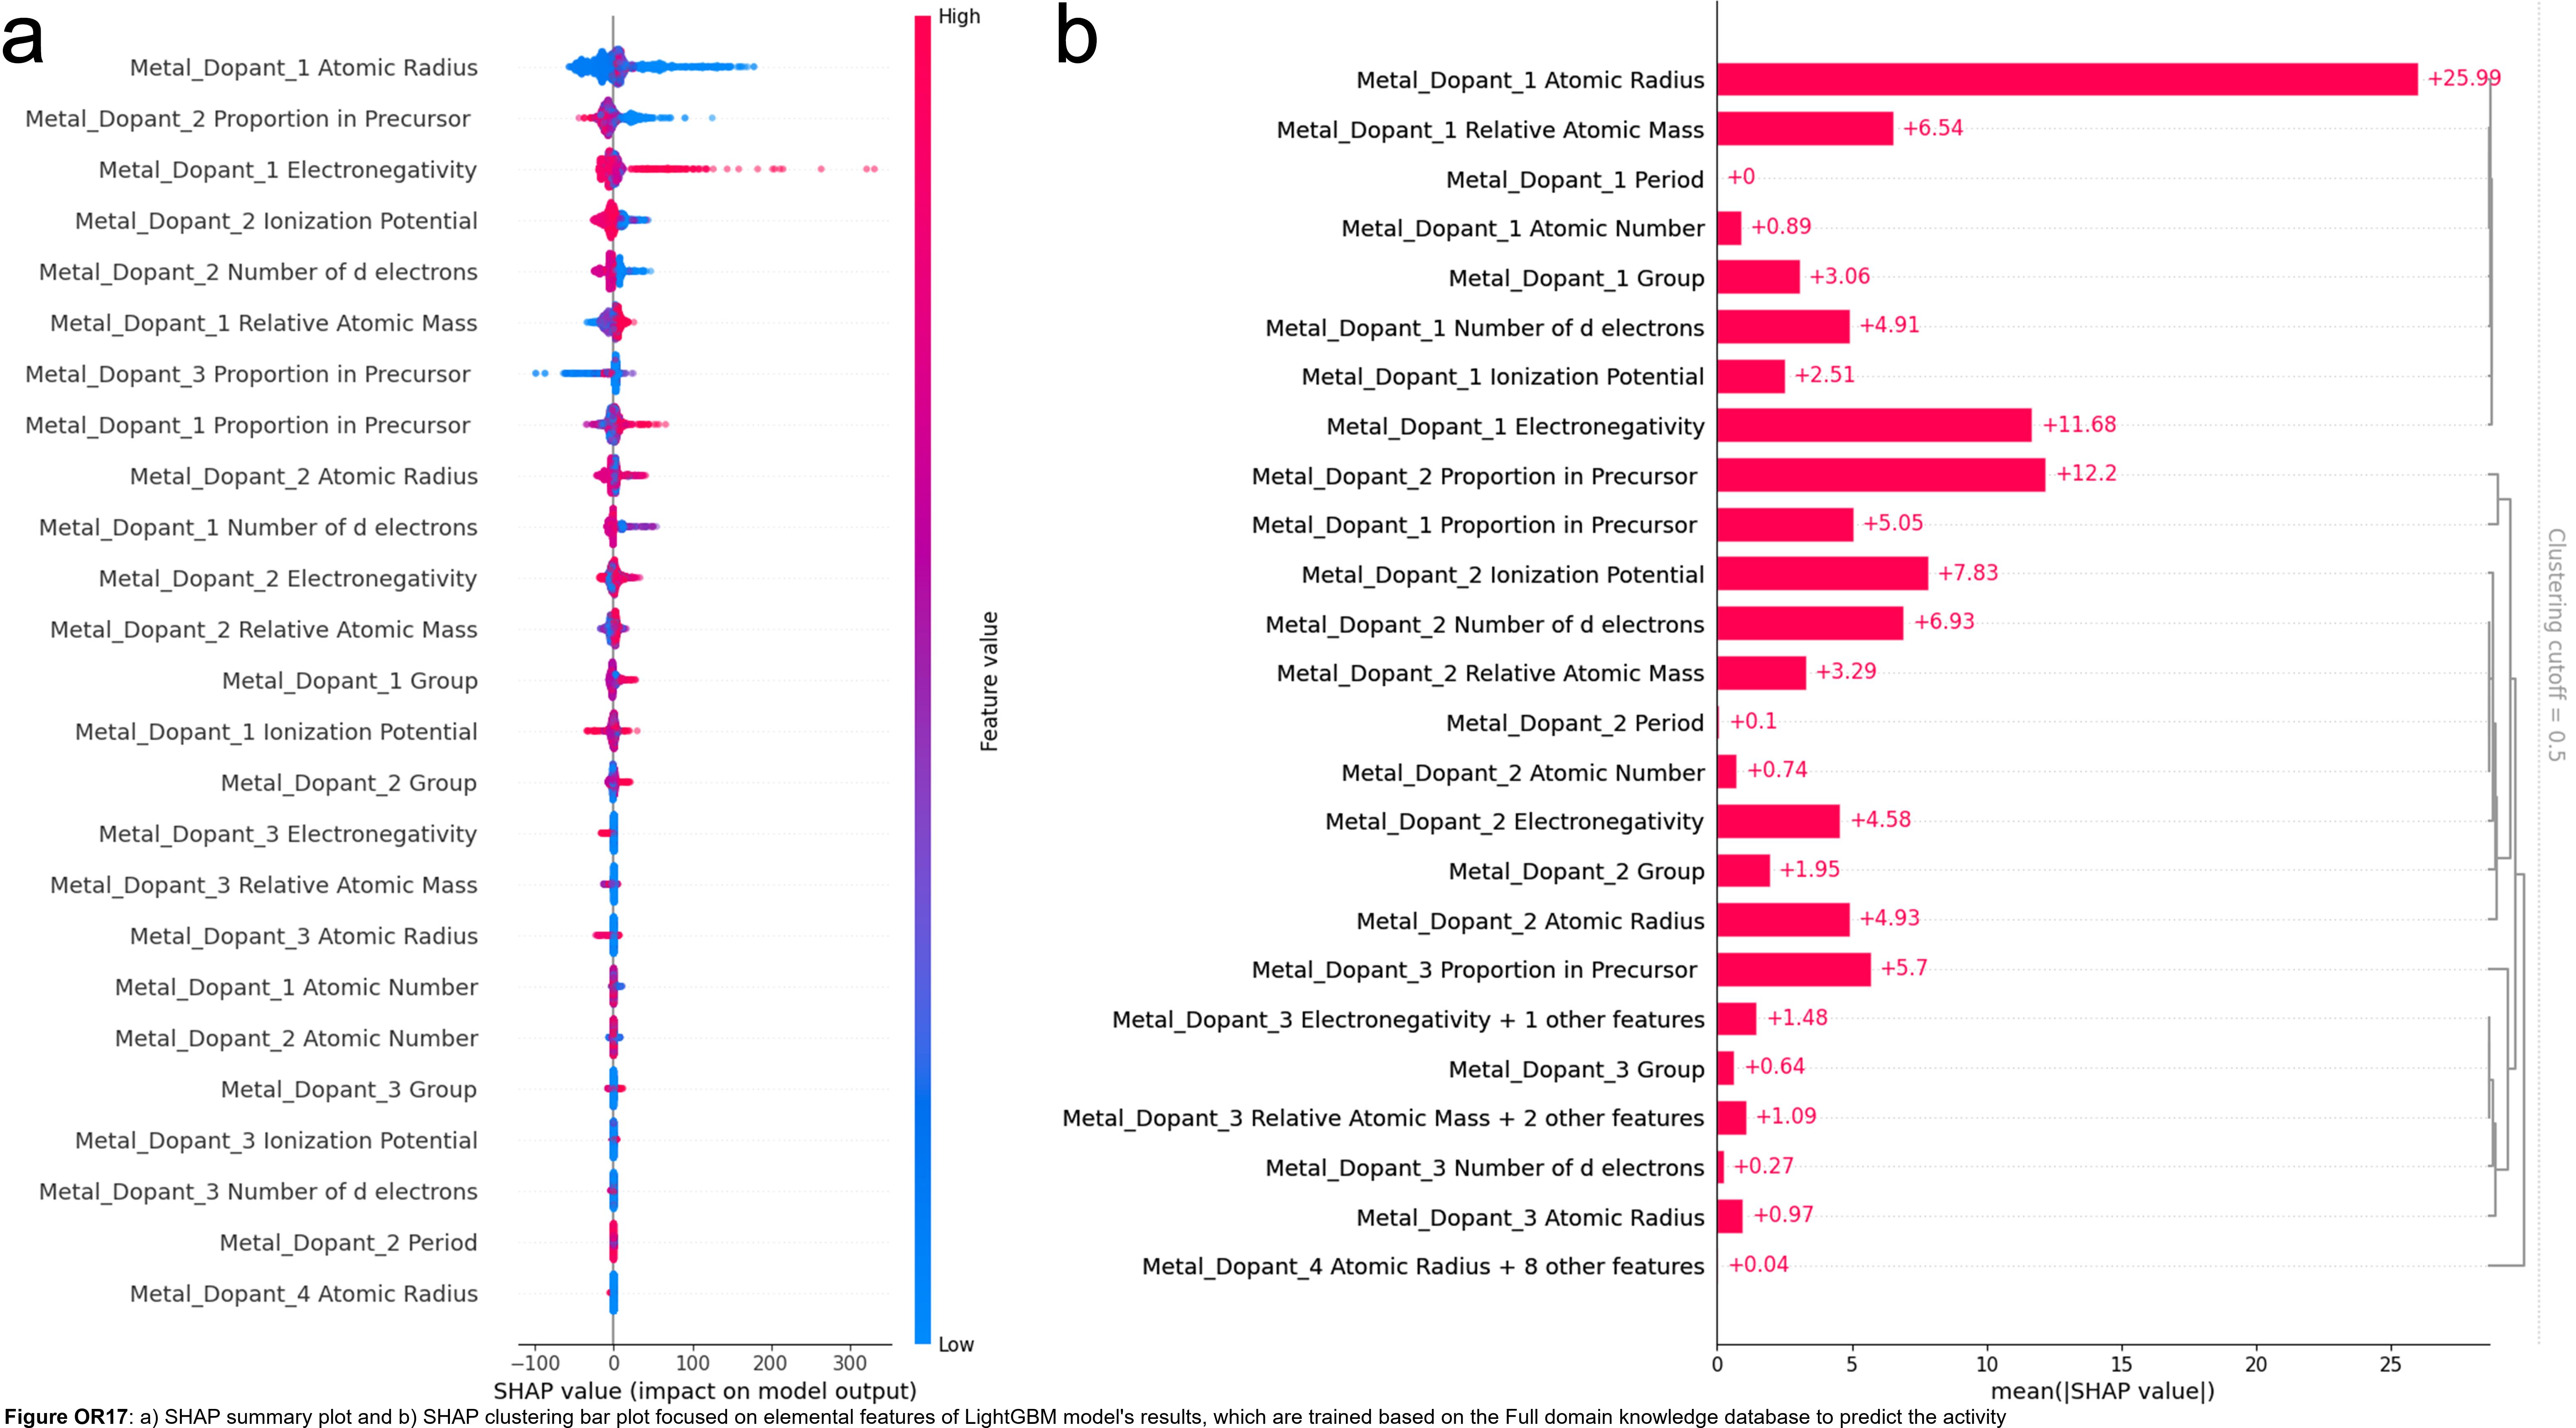 a
High
Metal_Dopant_1 Atomic Radius
Metal_Dopant_2 Proportion in Precursor
Metal_Dopant_1 Electronegativity
Metal_Dopant_2 Ionization Potential
Metal_Dopant_2 Number of d electrons
Metal_Dopant_1 Relative Atomic Mass
Metal_Dopant_3 Proportion in Precursor
Metal_Dopant_1 Proportion in Precursor
Metal_Dopant_2 Atomic Radius
Metal_Dopant_1 Number of d electrons
Metal_Dopant_2 Electronegativity
Metal_Dopant_2 Relative Atomic Mass
Metal_Dopant_1 Group
Metal_Dopant_1 Ionization Potential
Metal_Dopant_2 Group
Metal_Dopant_3 Electronegativity
Metal_Dopant_3 Relative Atomic Mass
Metal_Dopant_3 Atomic Radius
Metal_Dopant_1 Atomic Number
Metal_Dopant_2 Atomic Number
Metal_Dopant_3 Group
Metal_Dopant_3 Ionization Potential
Metal_Dopant_3 Number of d electrons
Metal_Dopant_2 Period
Metal_Dopant_4 Atomic Radius
Low
Feature value
−100 0 100 200 300
SHAP value (impact on model output)
b
Metal_Dopant_1 Atomic Radius +25.99
Metal_Dopant_1 Relative Atomic Mass +6.54
Metal_Dopant_1 Period +0
Metal_Dopant_1 Atomic Number +0.89
Metal_Dopant_1 Group +3.06
Metal_Dopant_1 Number of d electrons +4.91
Metal_Dopant_1 Ionization Potential +2.51
Metal_Dopant_1 Electronegativity +11.68
Metal_Dopant_2 Proportion in Precursor +12.2
Metal_Dopant_1 Proportion in Precursor +5.05
Metal_Dopant_2 Ionization Potential +7.83
Metal_Dopant_2 Number of d electrons +6.93
Metal_Dopant_2 Relative Atomic Mass +3.29
Metal_Dopant_2 Period +0.1
Metal_Dopant_2 Atomic Number +0.74
Metal_Dopant_2 Electronegativity +4.58
Metal_Dopant_2 Group +1.95
Metal_Dopant_2 Atomic Radius +4.93
Metal_Dopant_3 Proportion in Precursor +5.7
Metal_Dopant_3 Electronegativity + 1 other features +1.48
Metal_Dopant_3 Group +0.64
Metal_Dopant_3 Relative Atomic Mass + 2 other features +1.09
Metal_Dopant_3 Number of d electrons +0.27
Metal_Dopant_3 Atomic Radius +0.97
Metal_Dopant_4 Atomic Radius + 8 other features +0.04
Clustering cutoff = 0.5
0 5 10 15 20 25
mean(|SHAP value|)
Figure OR17: a) SHAP summary plot and b) SHAP clustering bar plot focused on elemental features of LightGBM model's results, which are trained based on the Full domain knowledge database to predict the activity